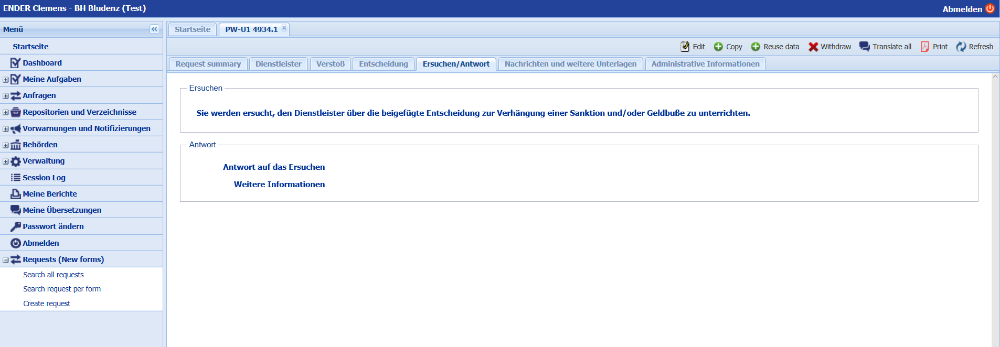 ENDER Clemens - BH Bludenz (Test)
Abmelden
Menü
Startseite
Dashboard
Meine Aufgaben
Anfragen
Repositorien und Verzeichnisse
Vorwarnungen und Notifizierungen
Behörden
Verwaltung
Session Log
Meine Berichte
Meine Übersetzungen
Passwort ändern
Abmelden
Requests (New forms)
Search all requests
Search request per form
Create request
Startseite PW-U1 4934.1
Edit Copy Reuse data Withdraw Translate all Print Refresh
Request summary Dienstleister Verstoß Entscheidung Ersuchen/Antwort Nachrichten und weitere Unterlagen Administrative Informationen
Ersuchen
Sie werden ersucht, den Dienstleister über die beigefügte Entscheidung zur Verhängung einer Sanktion und/oder Geldbuße zu unterrichten.
Antwort
Antwort auf das Ersuchen
Weitere Informationen